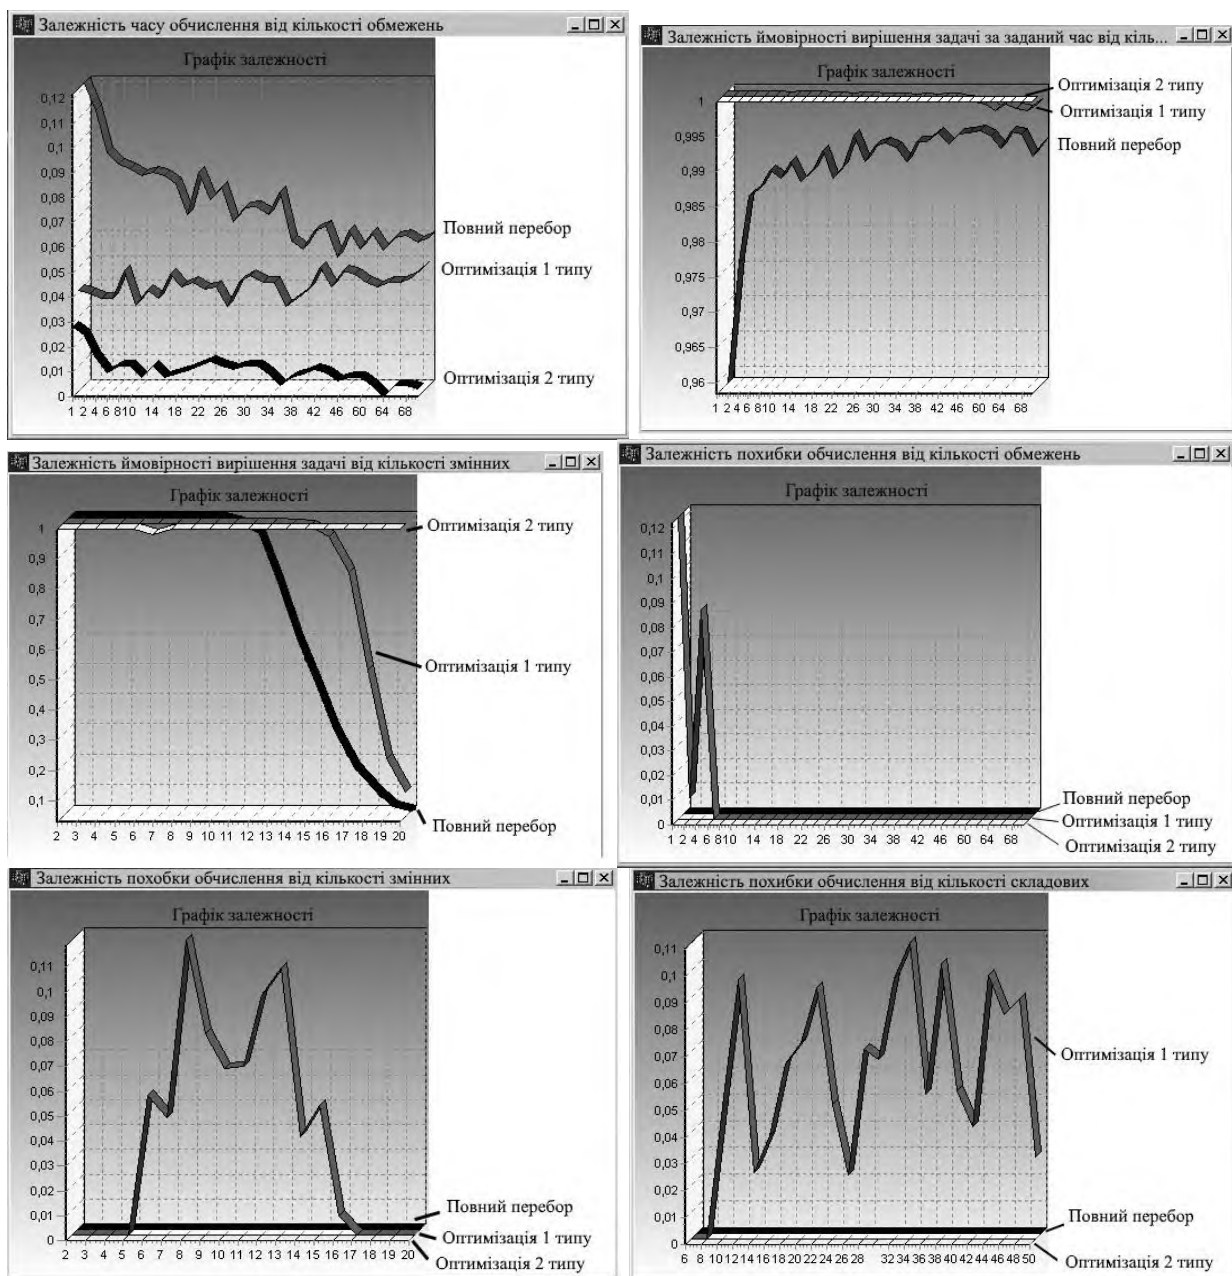 Залежність часу обчислення від кількості обмежень
Графік залежності
0,12
0,11
0,1
0,09
0,08
0,07
0,06
0,05
0,04
0,03
0,02
0,01
0
Повний перебор
Оптимізація 1 типу
Оптимізація 2 типу
1 2 4 6 8 10 14 18 22 26 30 34 38 42 46 50 54 58 60 64 68
Залежність ймовірності вирішення задачі за заданий час від кіль...
Графік залежності
1
0,995
0,99
0,985
0,98
0,975
0,97
0,965
0,96
Оптимізація 2 типу
Оптимізація 1 типу
Повний перебор
1 2 4 6 8 10 14 18 22 26 30 34 38 42 46 50 56 60 64 68
Залежність ймовірності вирішення задачі від кількості змінних
Графік залежності
1
0,9
0,8
0,7
0,6
0,5
0,4
0,3
0,2
0,1
Оптимізація 2 типу
Оптимізація 1 типу
Повний перебор
2 3 4 5 6 7 8 9 10 11 12 13 14 15 16 17 18 19 20
Залежність похибки обчислення від кількості обмежень
Графік залежності
0,12
0,11
0,1
0,09
0,08
0,07
0,06
0,05
0,04
0,03
0,02
0,01
0
Повний перебор
Оптимізація 1 типу
Оптимізація 2 типу
1 2 4 6 8 10 14 18 22 26 30 34 38 42 46 50 56 60 64 68
Залежність похобки обчислення від кількості змінних
Графік залежності
0,11
0,1
0,09
0,08
0,07
0,06
0,05
0,04
0,03
0,02
0,01
0
Повний перебор
Оптимізація 1 типу
Оптимізація 2 типу
2 3 4 5 6 7 8 9 10 11 12 13 14 15 16 17 18 19 20
Залежність похибки обчислення від кількості складових
Графік залежності
0,11
0,1
0,09
0,08
0,07
0,06
0,05
0,04
0,03
0,02
0,01
0
Оптимізація 1 типу
Повний перебор
Оптимізація 2 типу
6 8 10 12 14 16 18 20 22 24 26 28 32 34 36 38 40 42 44 46 48 50